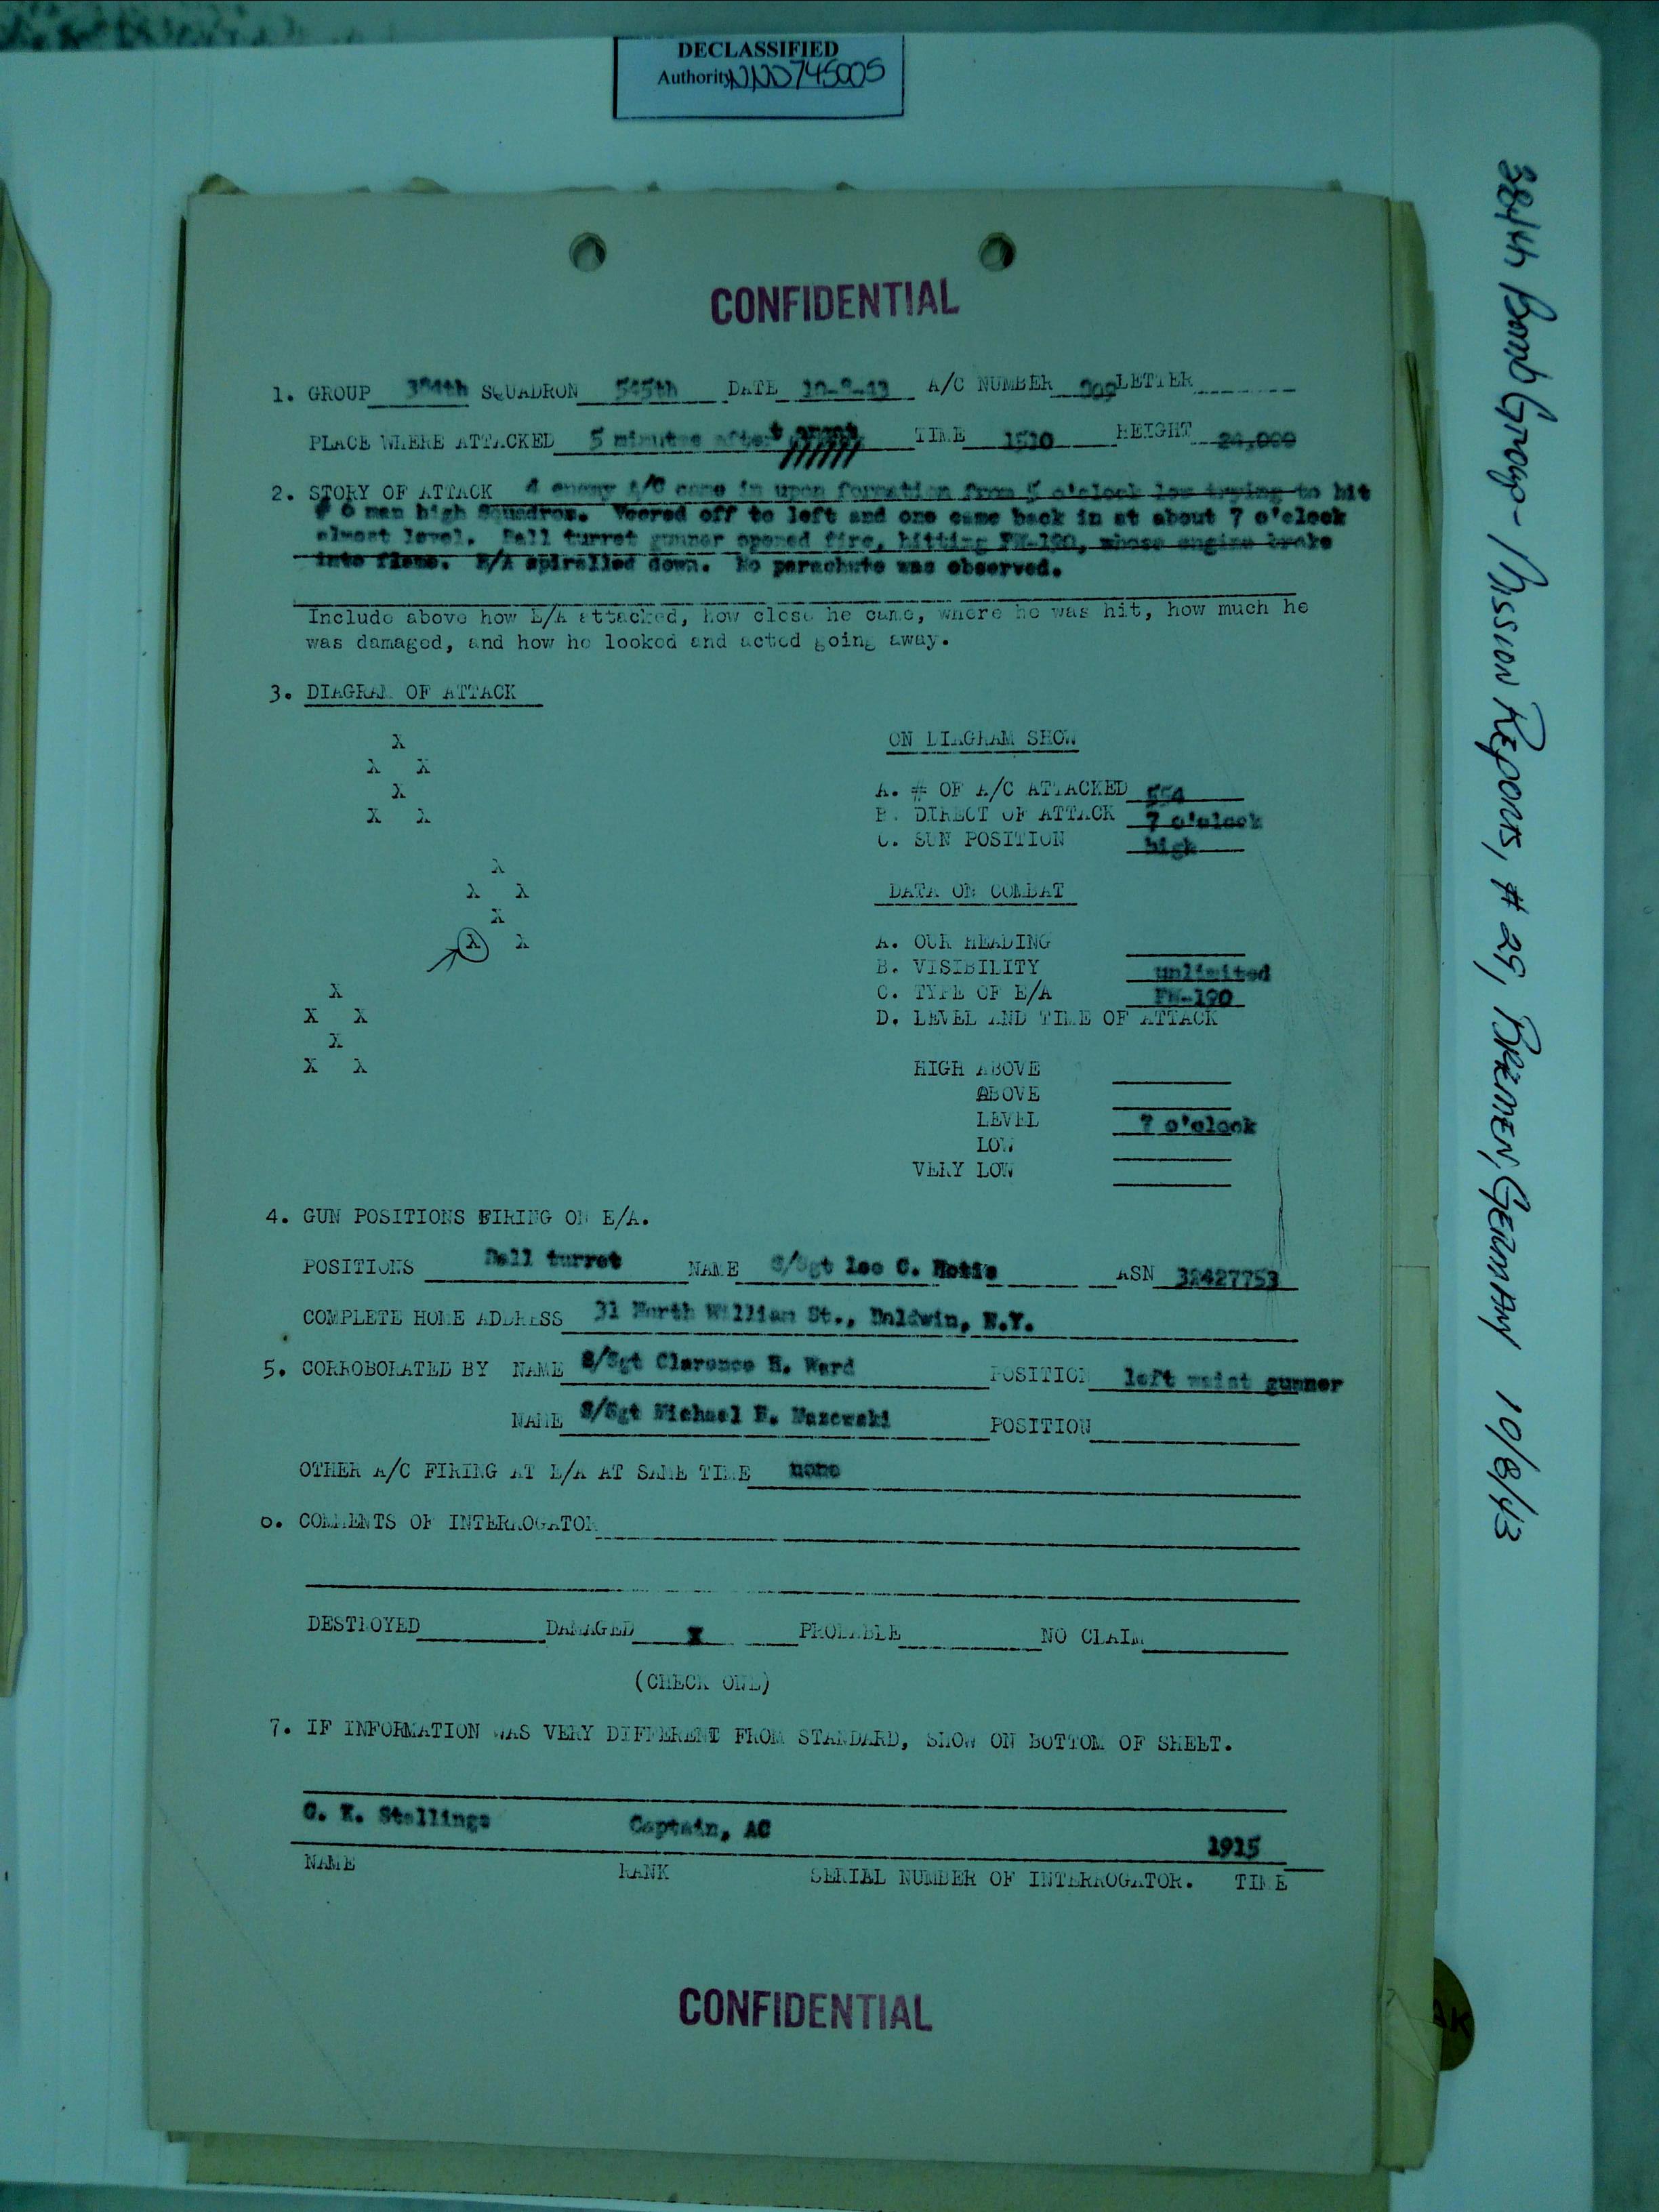 DECLASSIFIED
Authority NND745005
CONFIDENTIAL
1. GROUP 384th SQUADRON 545th DATE 10-8-43 A/C NUMBER LETTER
PLACE WHERE ATTACKED 5 minutes after TIME 1510 HEIGHT 24,000
2. STORY OF ATTACK 4 enemy A/C came in upon formation from 5 o'clock low trying to hit
# 6 man high Squadron. Veered off to left and one came back in at about 7 o'clock
almost level. Ball turret gunner opened fire, hitting FW-190, whose engine broke
into flame. E/A spiralled down. No parachute was observed.
Include above how E/A attacked, how close he came, where he was hit, how much he
was damaged, and how he looked and acted going away.
3. DIAGRAM OF ATTACK
X
X X
X
X X
X
X X
X
X X
X
X X
X
X X
ON DIAGRAM SHOW
A. # OF A/C ATTACKED 554
B. DIRECT OF ATTACK 7 o'clock
C. SUN POSITION high
DATA ON COMBAT
A. OUR HEADING
B. VISIBILITY unlimited
C. TYPE OF E/A FW-190
D. LEVEL AND TIME OF ATTACK
HIGH ABOVE
ABOVE
LEVEL 7 o'clock
LOW
VERY LOW
4. GUN POSITIONS FIRING ON E/A.
POSITIONS Ball turret NAME S/Sgt Leo C. ASN 32427753
COMPLETE HOME ADDRESS 31 North William St., Baldwin, N.Y.
5. CORROBORATED BY NAME S/Sgt Clarence H. Ward POSITION left waist gunner
NAME S/Sgt Michael POSITION
OTHER A/C FIRING AT E/A AT SAME TIME none
6. COMMENTS OF INTERROGATOR
DESTROYED DAMAGED X PROBABLE NO CLAIM
(CHECK ONE)
7. IF INFORMATION WAS VERY DIFFERENT FROM STANDARD, SHOW ON BOTTOM OF SHEET.
Stallings Captain, AC 1915
NAME RANK SERIAL NUMBER OF INTERROGATOR. TIME
CONFIDENTIAL
384th Bomb Group - Mission Reports, # 25, Bremen, Germany 10/8/43